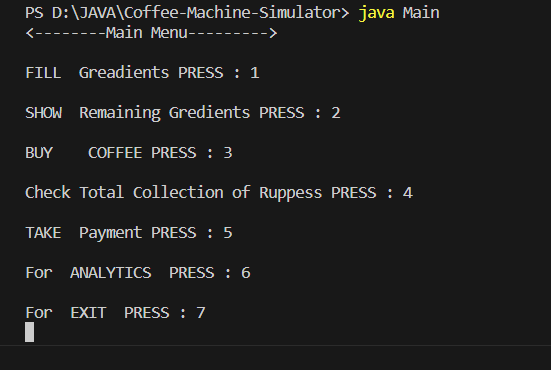 PS D:\JAVA\Coffee-Machine-Simulator> java Main
<--------Main Menu--------->
FILL  Greadients PRESS : 1
SHOW  Remaining Gredients PRESS : 2
BUY    COFFEE PRESS : 3
Check Total Collection of Ruppess PRESS : 4
TAKE  Payment PRESS : 5
For  ANALYTICS  PRESS : 6
For  EXIT  PRESS : 7